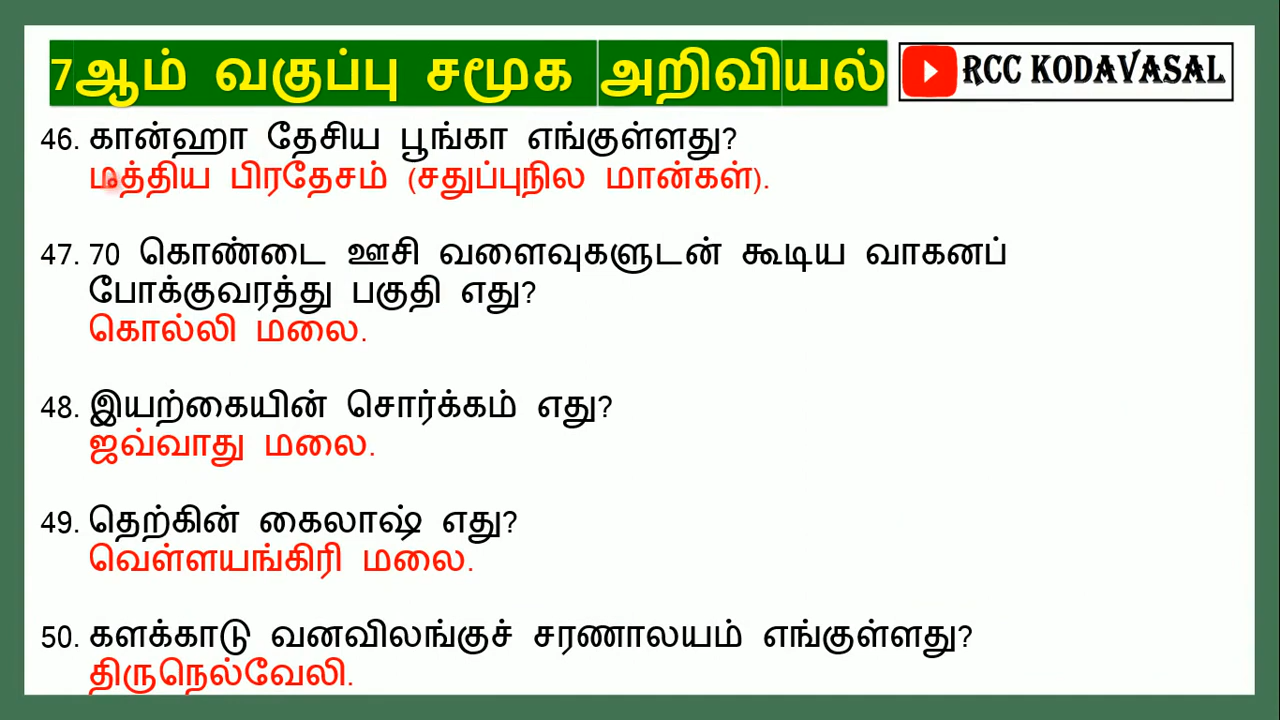 7ஆம் வகுப்பு சமூக அறிவியல்
RCC KODAVASAL
46. கான்ஹா தேசிய பூங்கா எங்குள்ளது?
மத்திய பிரதேசம் (சதுப்புநில மான்கள்).
47. 70 கொண்டை ஊசி வளைவுகளுடன் கூடிய வாகனப்
போக்குவரத்து பகுதி எது?
கொல்லி மலை.
48. இயற்கையின் சொர்க்கம் எது?
ஜவ்வாது மலை.
49. தெற்கின் கைலாஷ் எது?
வெள்ளயங்கிரி மலை.
50. களக்காடு வனவிலங்குச் சரணாலயம் எங்குள்ளது?
திருநெல்வேலி.